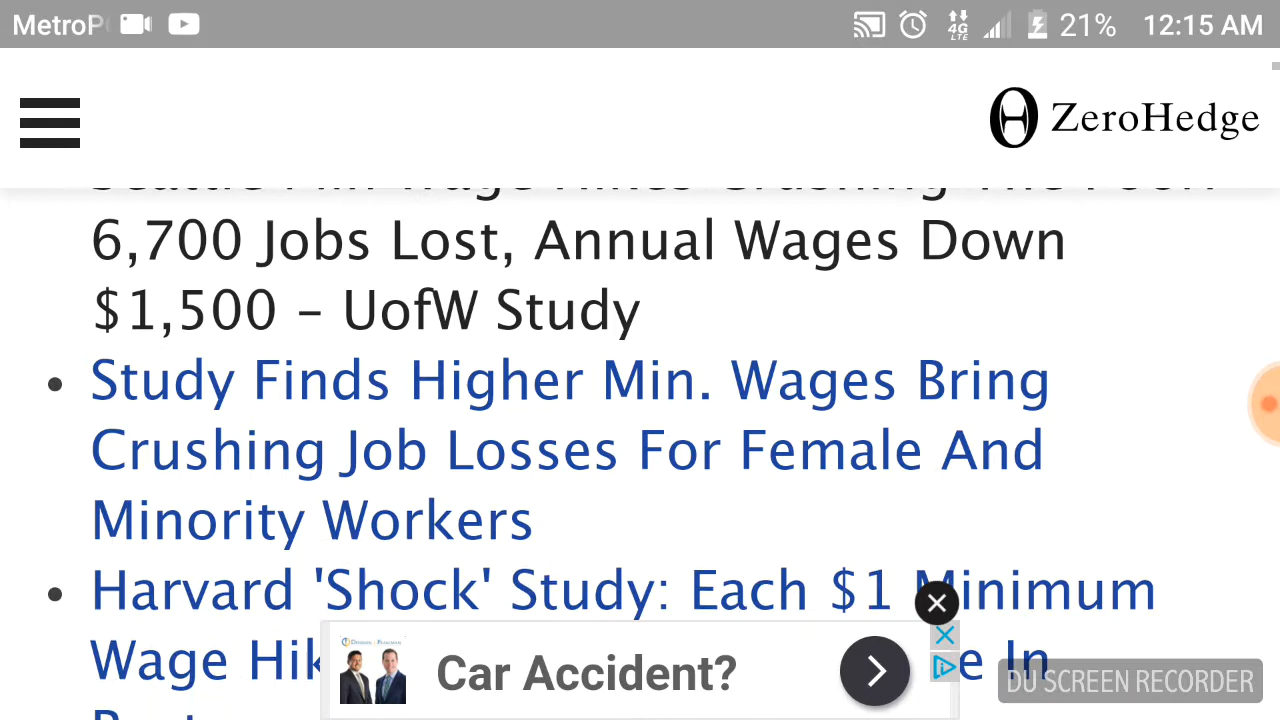 MetroP 4G LTE 21% 12:15 AM
ZeroHedge
6,700 Jobs Lost, Annual Wages Down
$1,500 – UofW Study
• Study Finds Higher Min. Wages Bring
Crushing Job Losses For Female And
Minority Workers
• Harvard 'Shock' Study: Each $1 Minimum
Wage
Car Accident?
In
DU SCREEN RECORDER